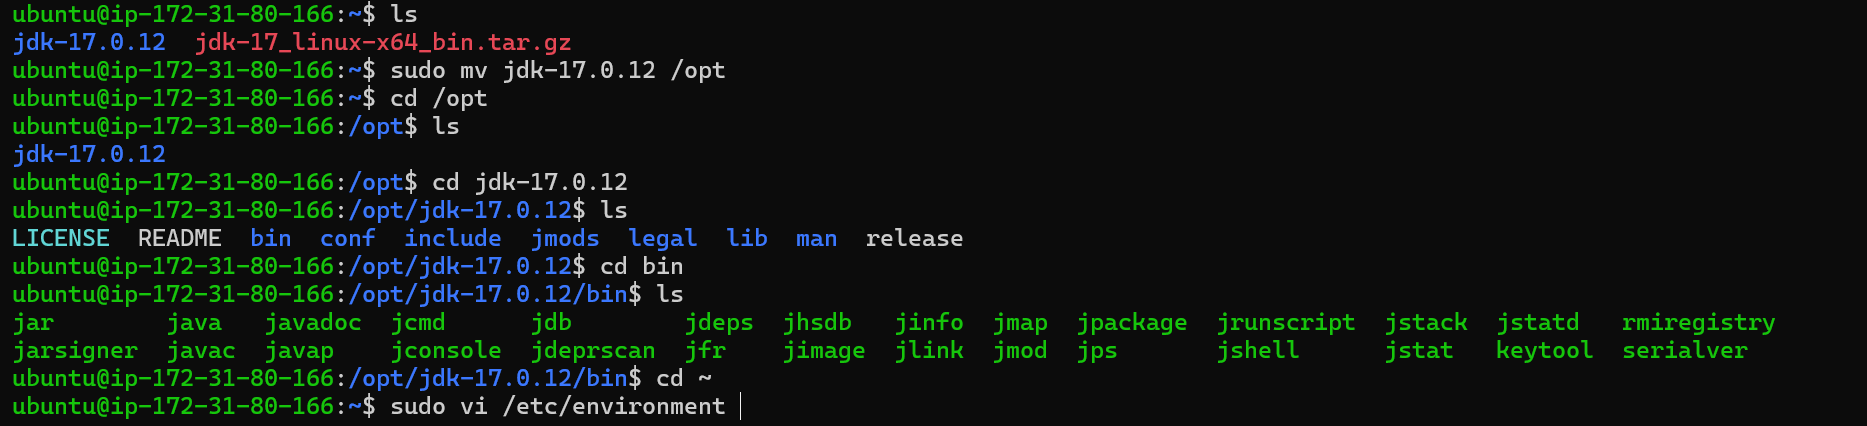 ubuntu@ip-172-31-80-166:~$ ls
jdk-17.0.12  jdk-17_linux-x64_bin.tar.gz
ubuntu@ip-172-31-80-166:~$ sudo mv jdk-17.0.12 /opt
ubuntu@ip-172-31-80-166:~$ cd /opt
ubuntu@ip-172-31-80-166:/opt$ ls
jdk-17.0.12
ubuntu@ip-172-31-80-166:/opt$ cd jdk-17.0.12
ubuntu@ip-172-31-80-166:/opt/jdk-17.0.12$ ls
LICENSE  README  bin  conf  include  jmods  legal  lib  man  release
ubuntu@ip-172-31-80-166:/opt/jdk-17.0.12$ cd bin
ubuntu@ip-172-31-80-166:/opt/jdk-17.0.12/bin$ ls
jar        java   javadoc  jcmd      jdb        jdeps  jhsdb   jinfo  jmap  jpackage  jrunscript  jstack  jstatd   rmiregistry
jarsigner  javac  javap    jconsole  jdeprscan  jfr    jimage  jlink  jmod  jps       jshell      jstat   keytool  serialver
ubuntu@ip-172-31-80-166:/opt/jdk-17.0.12/bin$ cd ~
ubuntu@ip-172-31-80-166:~$ sudo vi /etc/environment